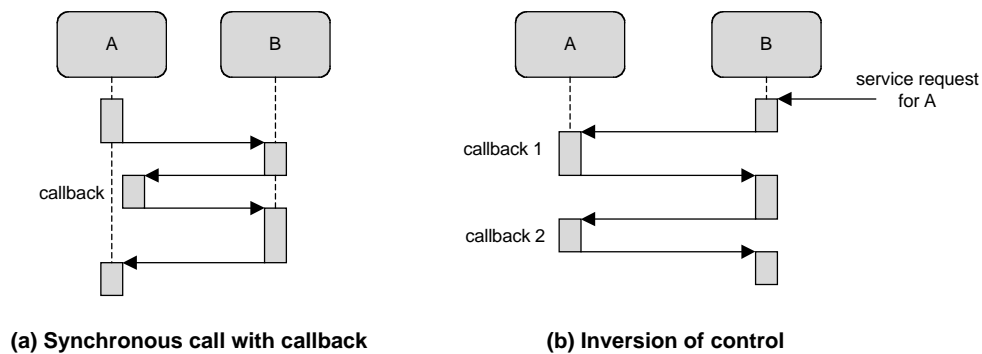 A
B
callback
(a) Synchronous call with callback
A
B
service request
for A
callback 1
callback 2
(b) Inversion of control